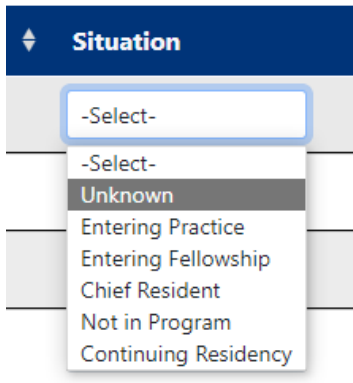 Situation
-Select-
-Select-
Unknown
Entering Practice
Entering Fellowship
Chief Resident
Not in Program
Continuing Residency